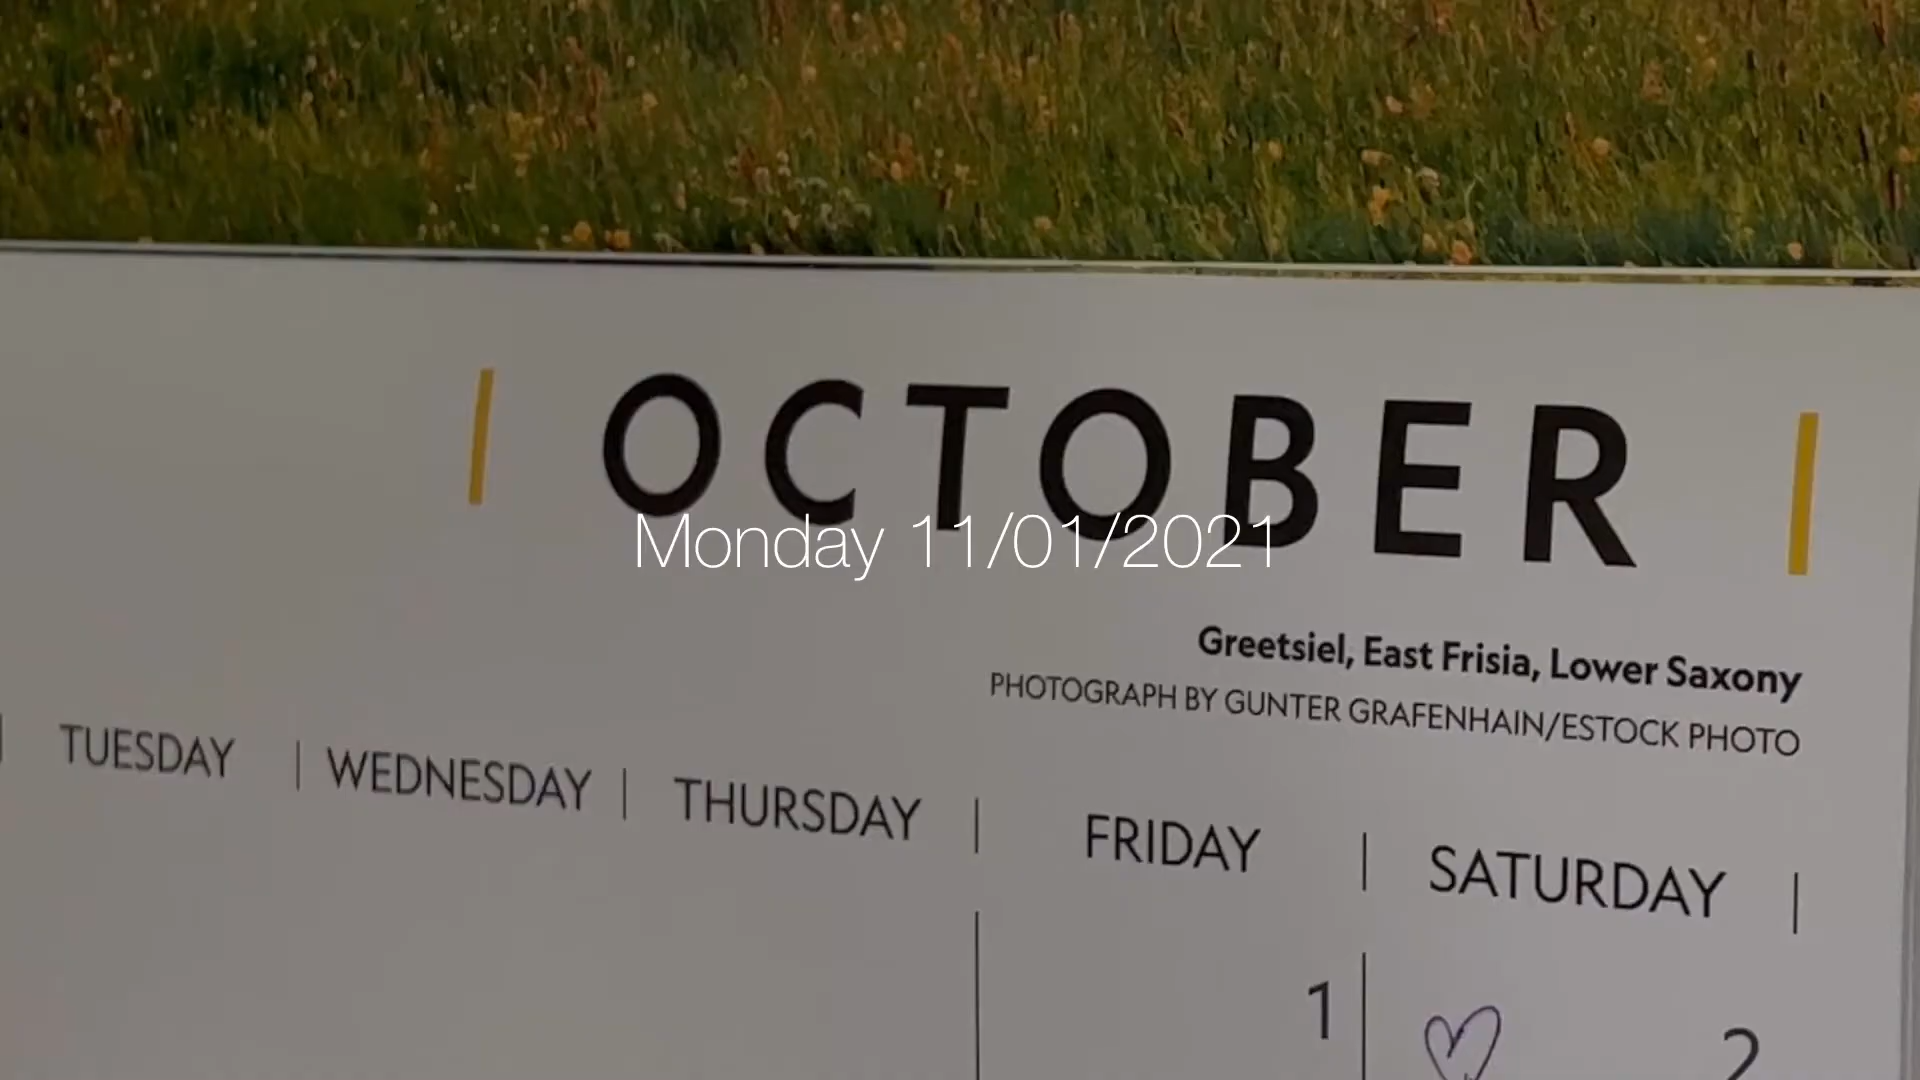 | OCTOBER |
Monday 11/01/2021
Greetsiel, East Frisia, Lower Saxony
PHOTOGRAPH BY GUNTER GRAFENHAIN/ESTOCK PHOTO
| TUESDAY | WEDNESDAY | THURSDAY | FRIDAY | SATURDAY |
1 2